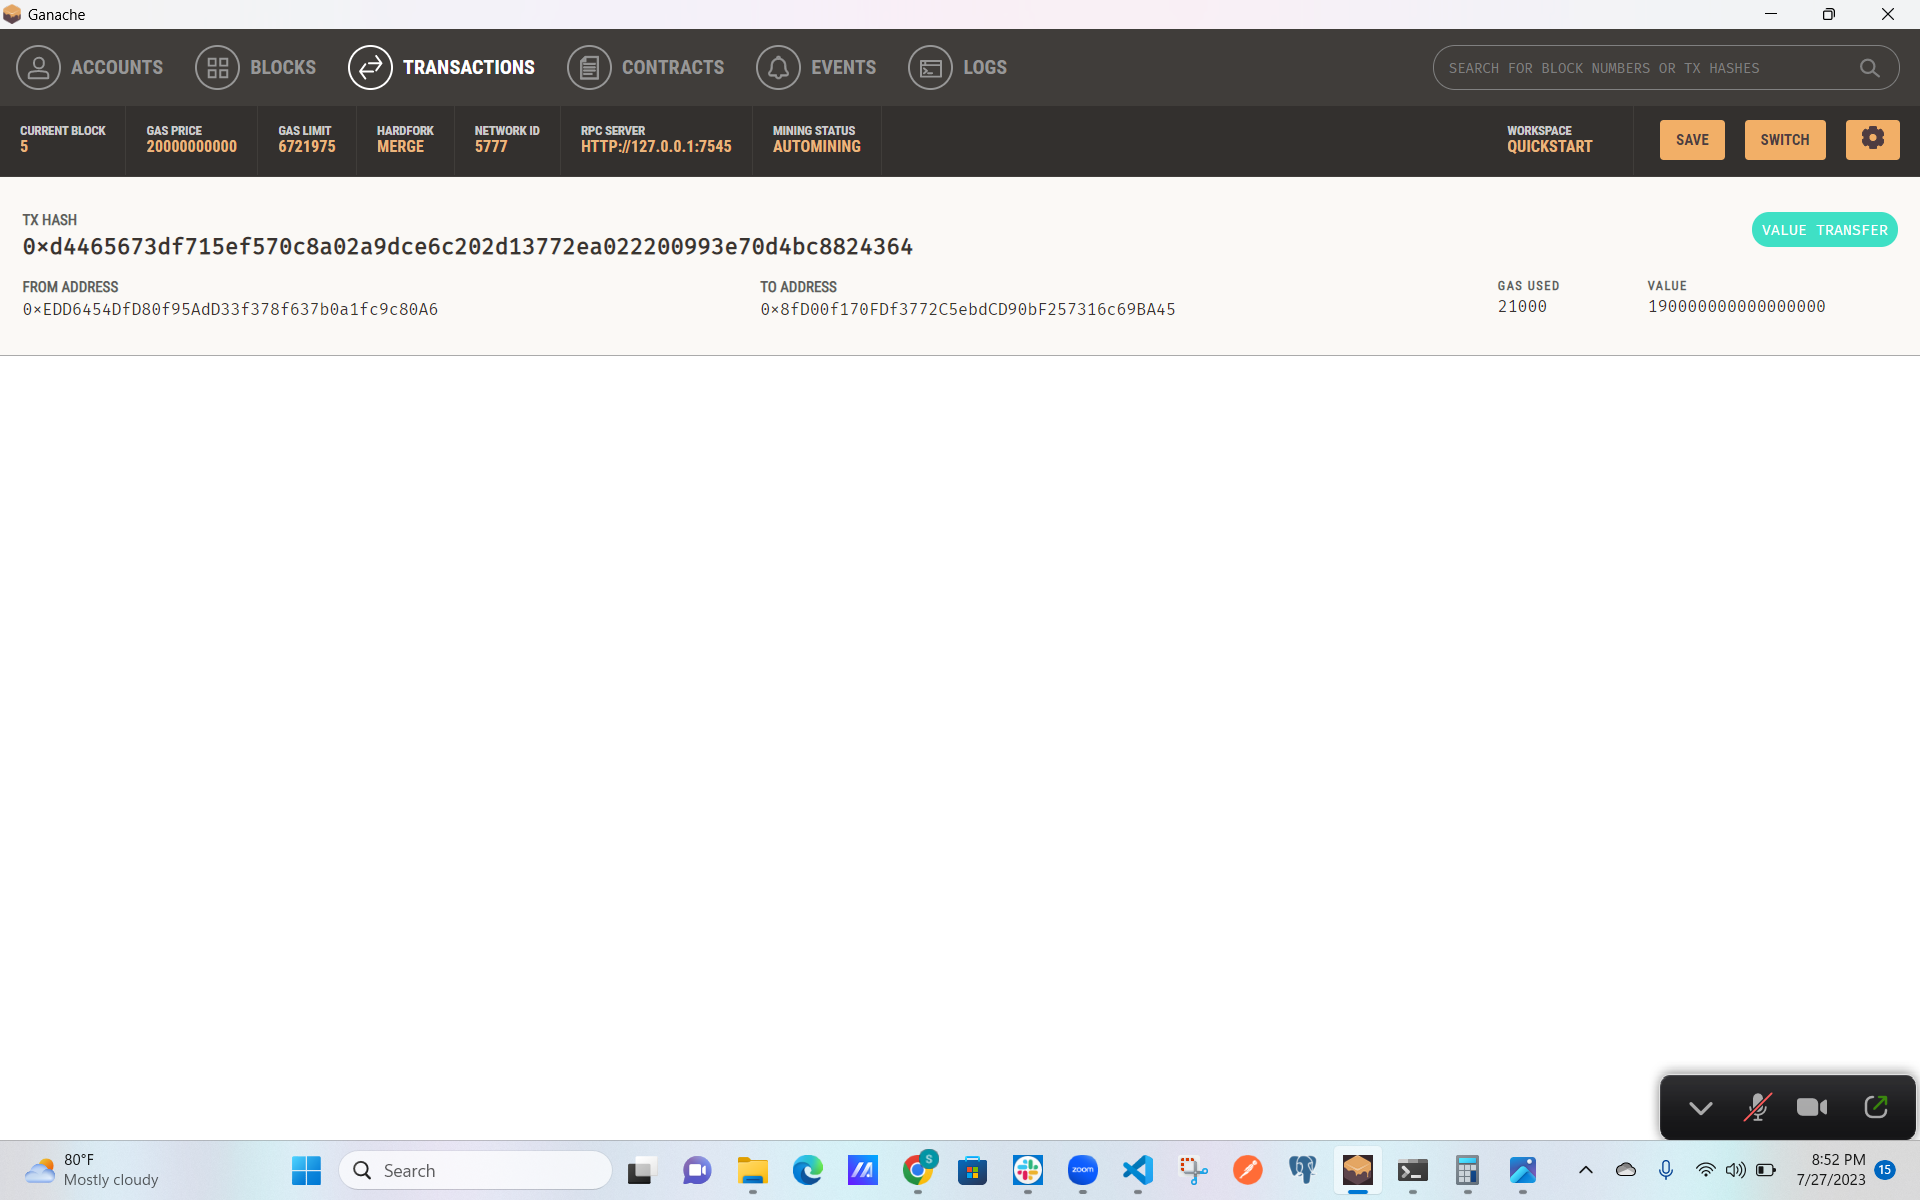 Ganache
ACCOUNTS BLOCKS TRANSACTIONS CONTRACTS EVENTS LOGS SEARCH FOR BLOCK NUMBERS OR TX HASHES
CURRENT BLOCK GAS PRICE GAS LIMIT HARDFORK NETWORK ID RPC SERVER MINING STATUS WORKSPACE
5 20000000000 6721975 MERGE 5777 HTTP://127.0.0.1:7545 AUTOMINING QUICKSTART SAVE SWITCH
TX HASH
0×d4465673df715ef570c8a02a9dce6c202d13772ea022200993e70d4bc8824364 VALUE TRANSFER
FROM ADDRESS TO ADDRESS GAS USED VALUE
0×EDD6454DfD80f95AdD33f378f637b0a1fc9c80A6 0×8fD00f170FDf3772C5ebdCD90bF257316c69BA45 21000 190000000000000000
80°F
Mostly cloudy
Search
S
zoom
8:52 PM
7/27/2023
15